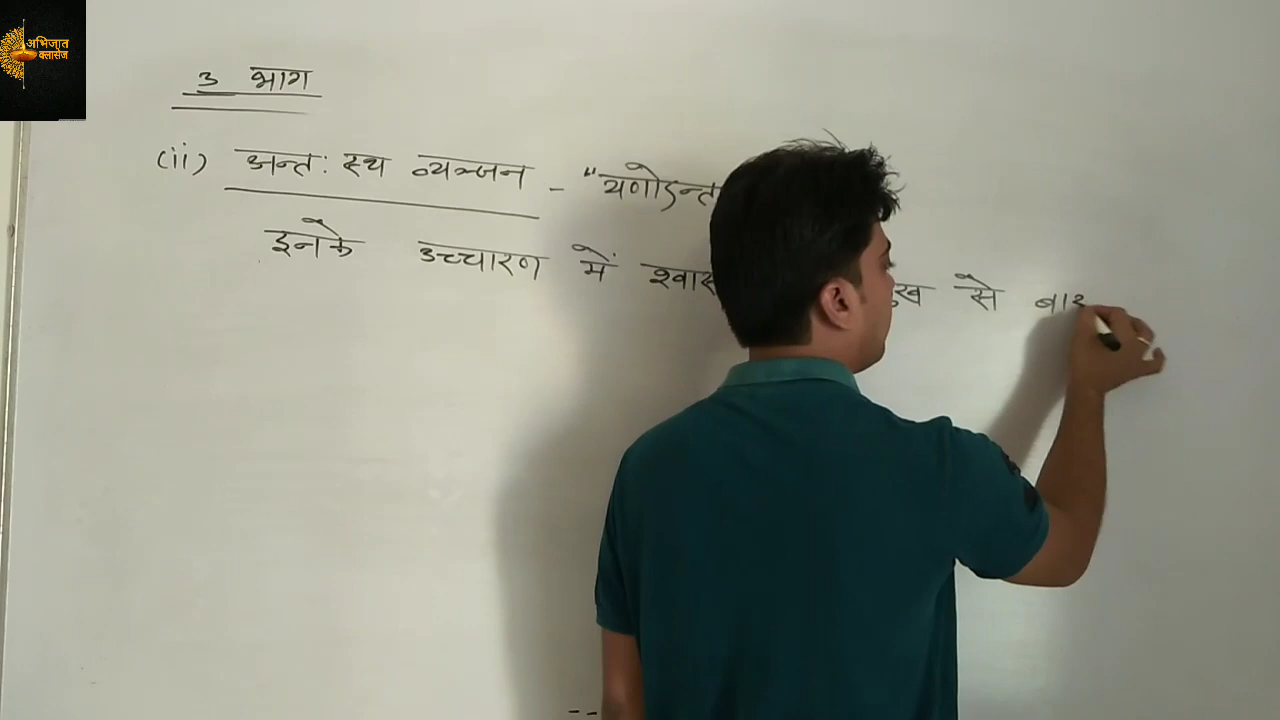 अभिजात
क्लासेज
3 भाग
(ii) अन्त: स्थ व्यञ्जन - "यणोऽन्त
इनके उच्चारण में श्वास से